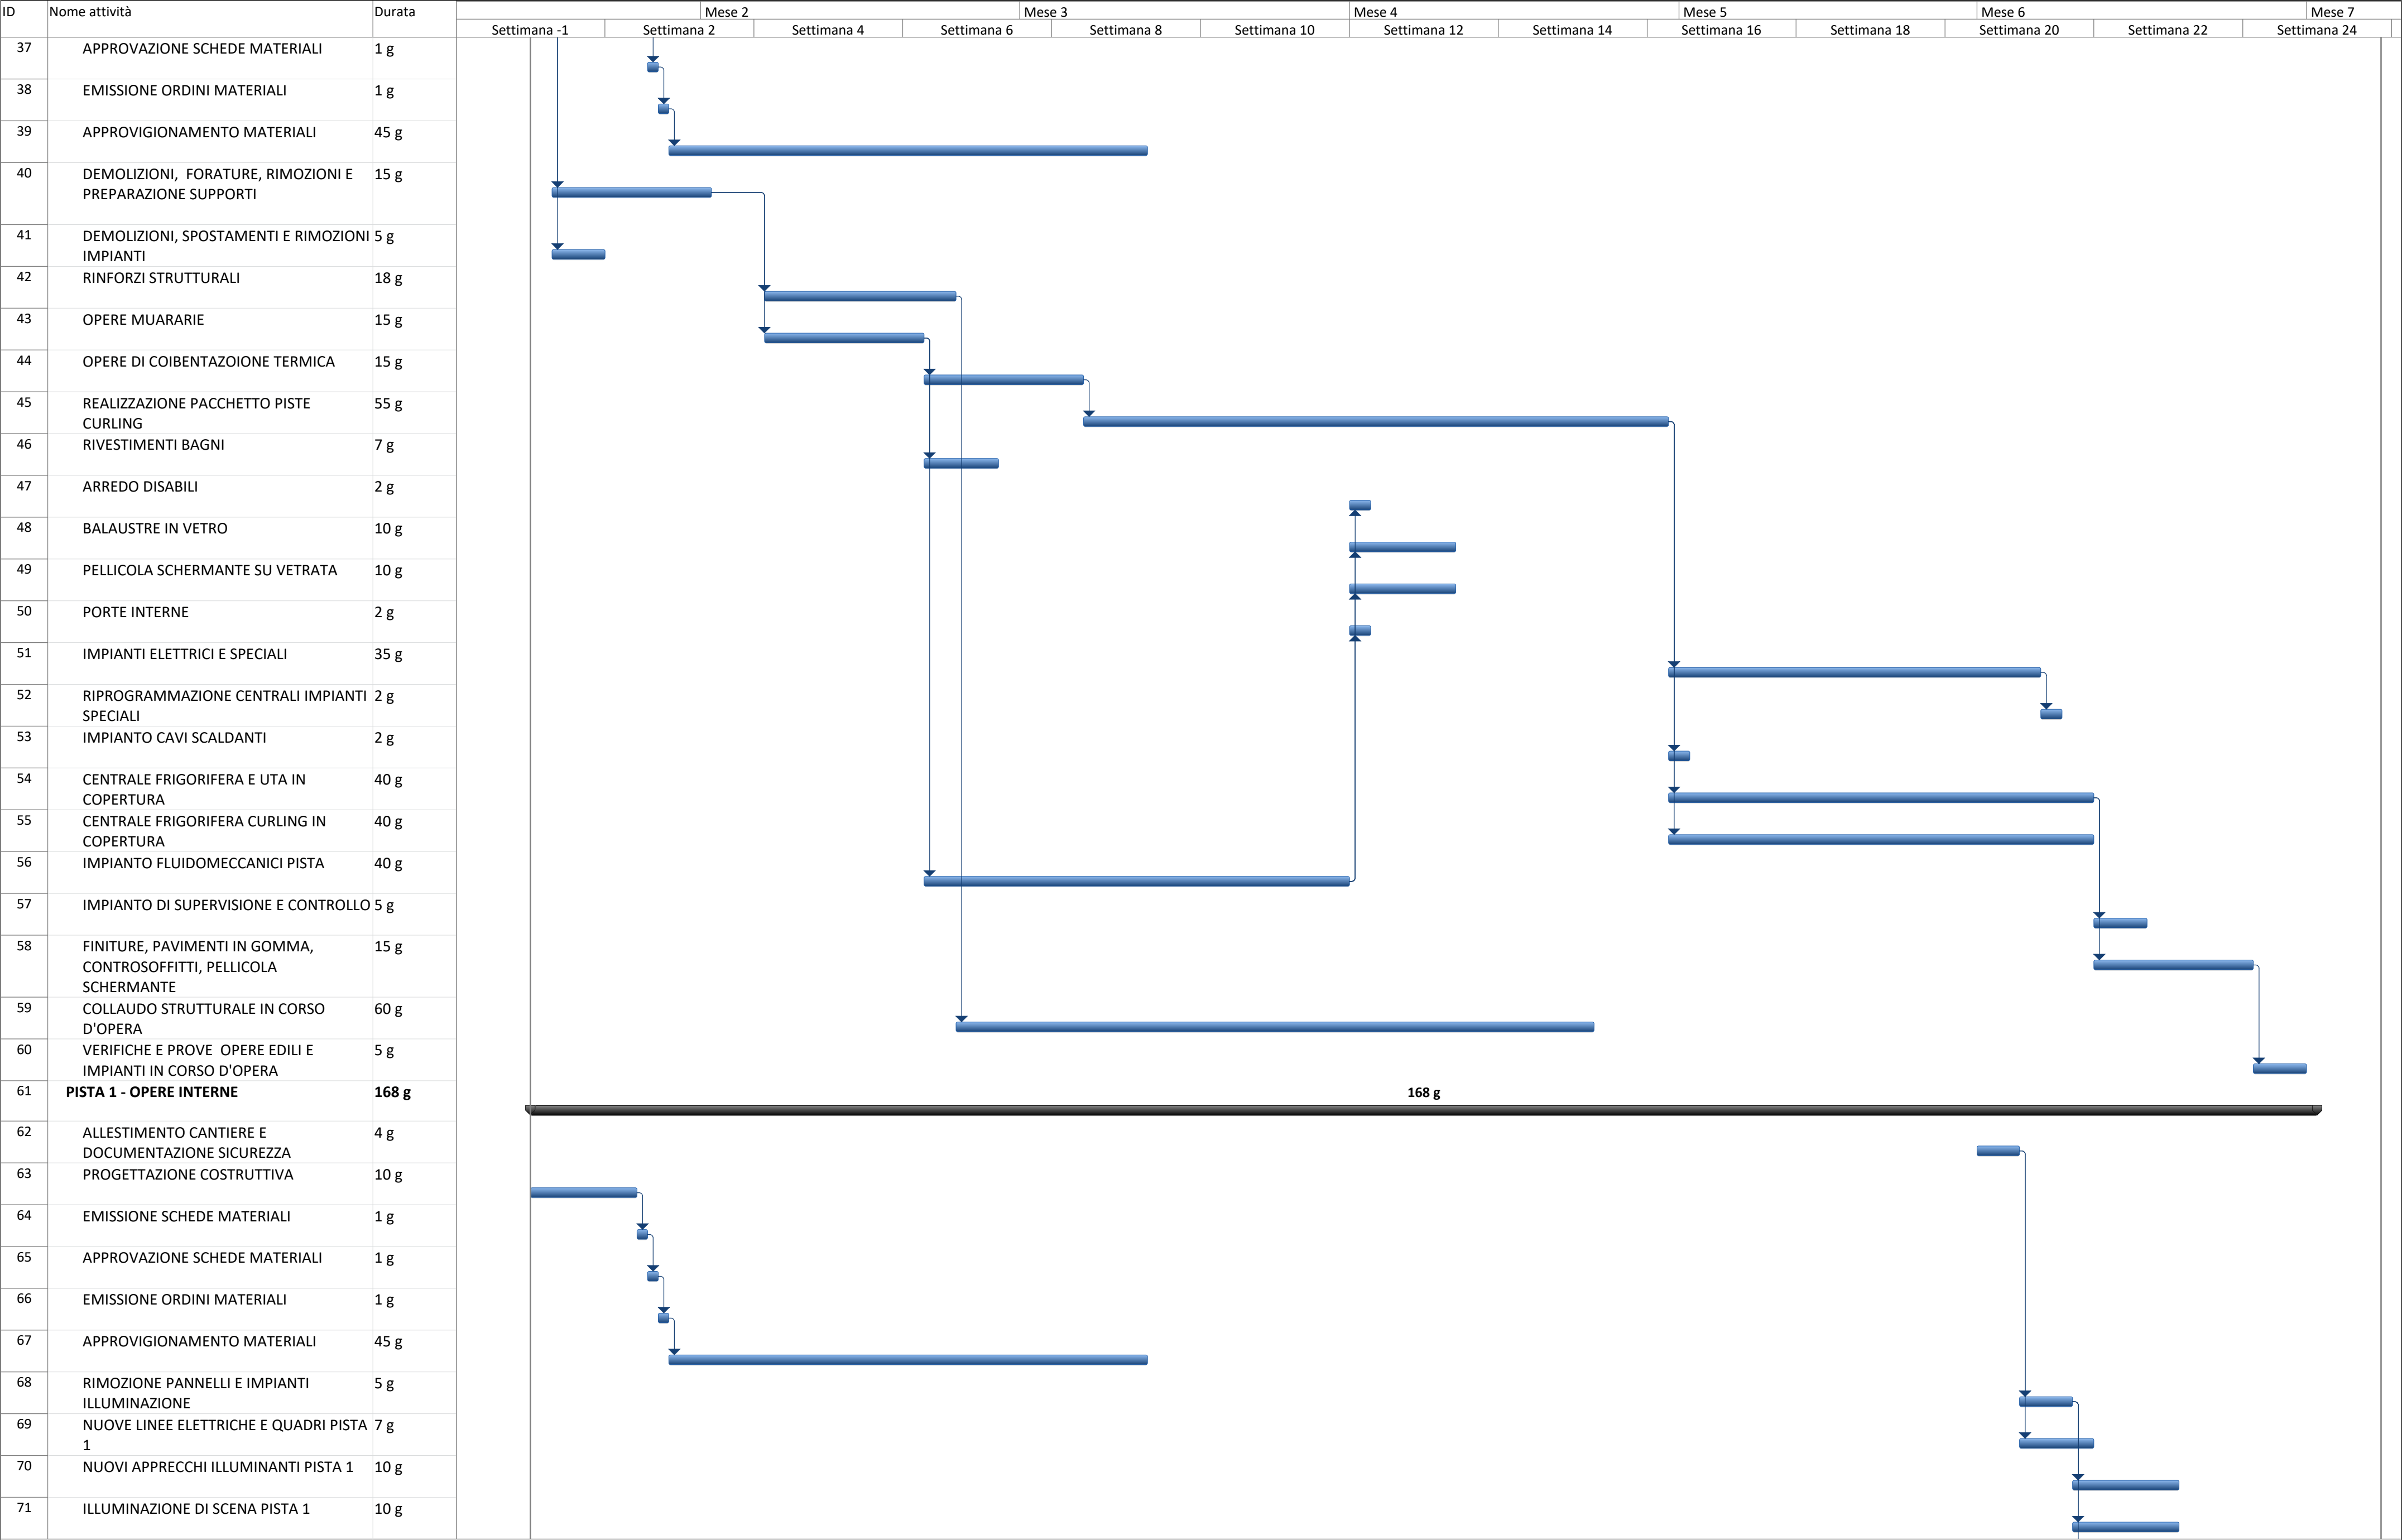 ID Nome attività Durata Mese 2 Mese 3 Mese 4 Mese 5 Mese 6 Mese 7
Settimana -1 Settimana 2 Settimana 4 Settimana 6 Settimana 8 Settimana 10 Settimana 12 Settimana 14 Settimana 16 Settimana 18 Settimana 20 Settimana 22 Settimana 24
37 APPROVAZIONE SCHEDE MATERIALI 1 g
38 EMISSIONE ORDINI MATERIALI 1 g
39 APPROVIGIONAMENTO MATERIALI 45 g
40 DEMOLIZIONI, FORATURE, RIMOZIONI E 15 g
PREPARAZIONE SUPPORTI
41 DEMOLIZIONI, SPOSTAMENTI E RIMOZIONI 5 g
IMPIANTI
42 RINFORZI STRUTTURALI 18 g
43 OPERE MUARARIE 15 g
44 OPERE DI COIBENTAZOIONE TERMICA 15 g
45 REALIZZAZIONE PACCHETTO PISTE 55 g
CURLING
46 RIVESTIMENTI BAGNI 7 g
47 ARREDO DISABILI 2 g
48 BALAUSTRE IN VETRO 10 g
49 PELLICOLA SCHERMANTE SU VETRATA 10 g
50 PORTE INTERNE 2 g
51 IMPIANTI ELETTRICI E SPECIALI 35 g
52 RIPROGRAMMAZIONE CENTRALI IMPIANTI 2 g
SPECIALI
53 IMPIANTO CAVI SCALDANTI 2 g
54 CENTRALE FRIGORIFERA E UTA IN 40 g
COPERTURA
55 CENTRALE FRIGORIFERA CURLING IN 40 g
COPERTURA
56 IMPIANTO FLUIDOMECCANICI PISTA 40 g
57 IMPIANTO DI SUPERVISIONE E CONTROLLO 5 g
58 FINITURE, PAVIMENTI IN GOMMA, 15 g
CONTROSOFFITTI, PELLICOLA
SCHERMANTE
59 COLLAUDO STRUTTURALE IN CORSO 60 g
D'OPERA
60 VERIFICHE E PROVE OPERE EDILI E 5 g
IMPIANTI IN CORSO D'OPERA
61 PISTA 1 - OPERE INTERNE 168 g 168 g
62 ALLESTIMENTO CANTIERE E 4 g
DOCUMENTAZIONE SICUREZZA
63 PROGETTAZIONE COSTRUTTIVA 10 g
64 EMISSIONE SCHEDE MATERIALI 1 g
65 APPROVAZIONE SCHEDE MATERIALI 1 g
66 EMISSIONE ORDINI MATERIALI 1 g
67 APPROVIGIONAMENTO MATERIALI 45 g
68 RIMOZIONE PANNELLI E IMPIANTI 5 g
ILLUMINAZIONE
69 NUOVE LINEE ELETTRICHE E QUADRI PISTA 7 g
1
70 NUOVI APPRECCHI ILLUMINANTI PISTA 1 10 g
71 ILLUMINAZIONE DI SCENA PISTA 1 10 g